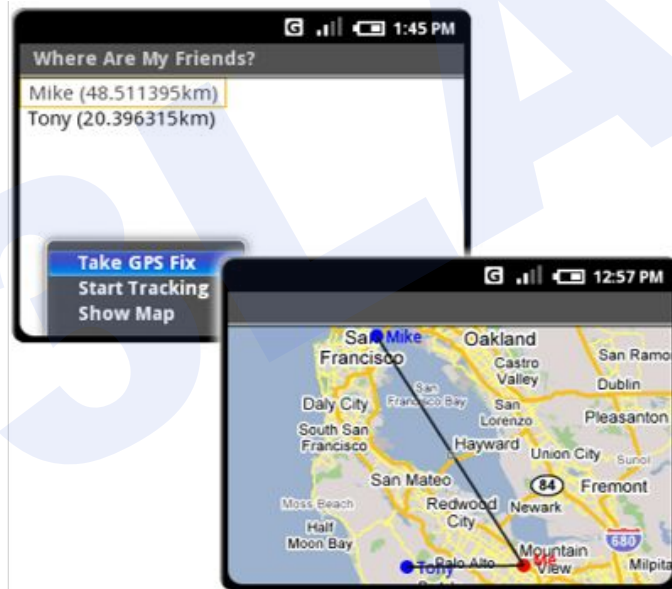 G 1:45 PM
Where Are My Friends?
Mike (48.511395km)
Tony (20.396315km)
Take GPS Fix
Start Tracking
Show Map
G 12:57 PM
San Mike Oakland
Francisco
Castro
Valley
San Ramo
Dublin
San
Francisco Bay
Daly City
San
Lorenzo
Pleasanton
South San
Francisco
Hayward
Union City
Sunol
San Mateo
84
Fremont
Moss Beach
Redwood
City
Newark
Half
Moon Bay
680
Mountain
View
Me
Milpita
Tony
Palo Alto